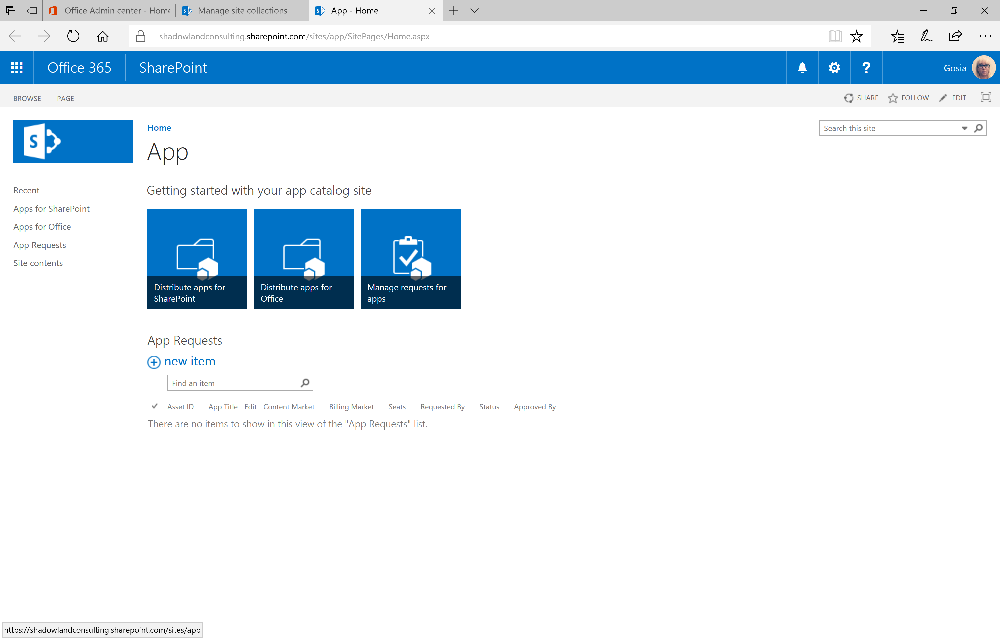 Office Admin center - Home
Manage site collections
App - Home
shadowlandconsulting.sharepoint.com/sites/app/SitePages/Home.aspx
Office 365
SharePoint
Gosia
BROWSE
PAGE
SHARE
FOLLOW
EDIT
S
Home
Search this site
App
Recent
Apps for SharePoint
Apps for Office
App Requests
Site contents
Getting started with your app catalog site
Distribute apps for
SharePoint
Distribute apps for
Office
Manage requests for
apps
App Requests
new item
Find an item
Asset ID App Title Edit Content Market Billing Market Seats Requested By Status Approved By
There are no items to show in this view of the "App Requests" list.
https://shadowlandconsulting.sharepoint.com/sites/app